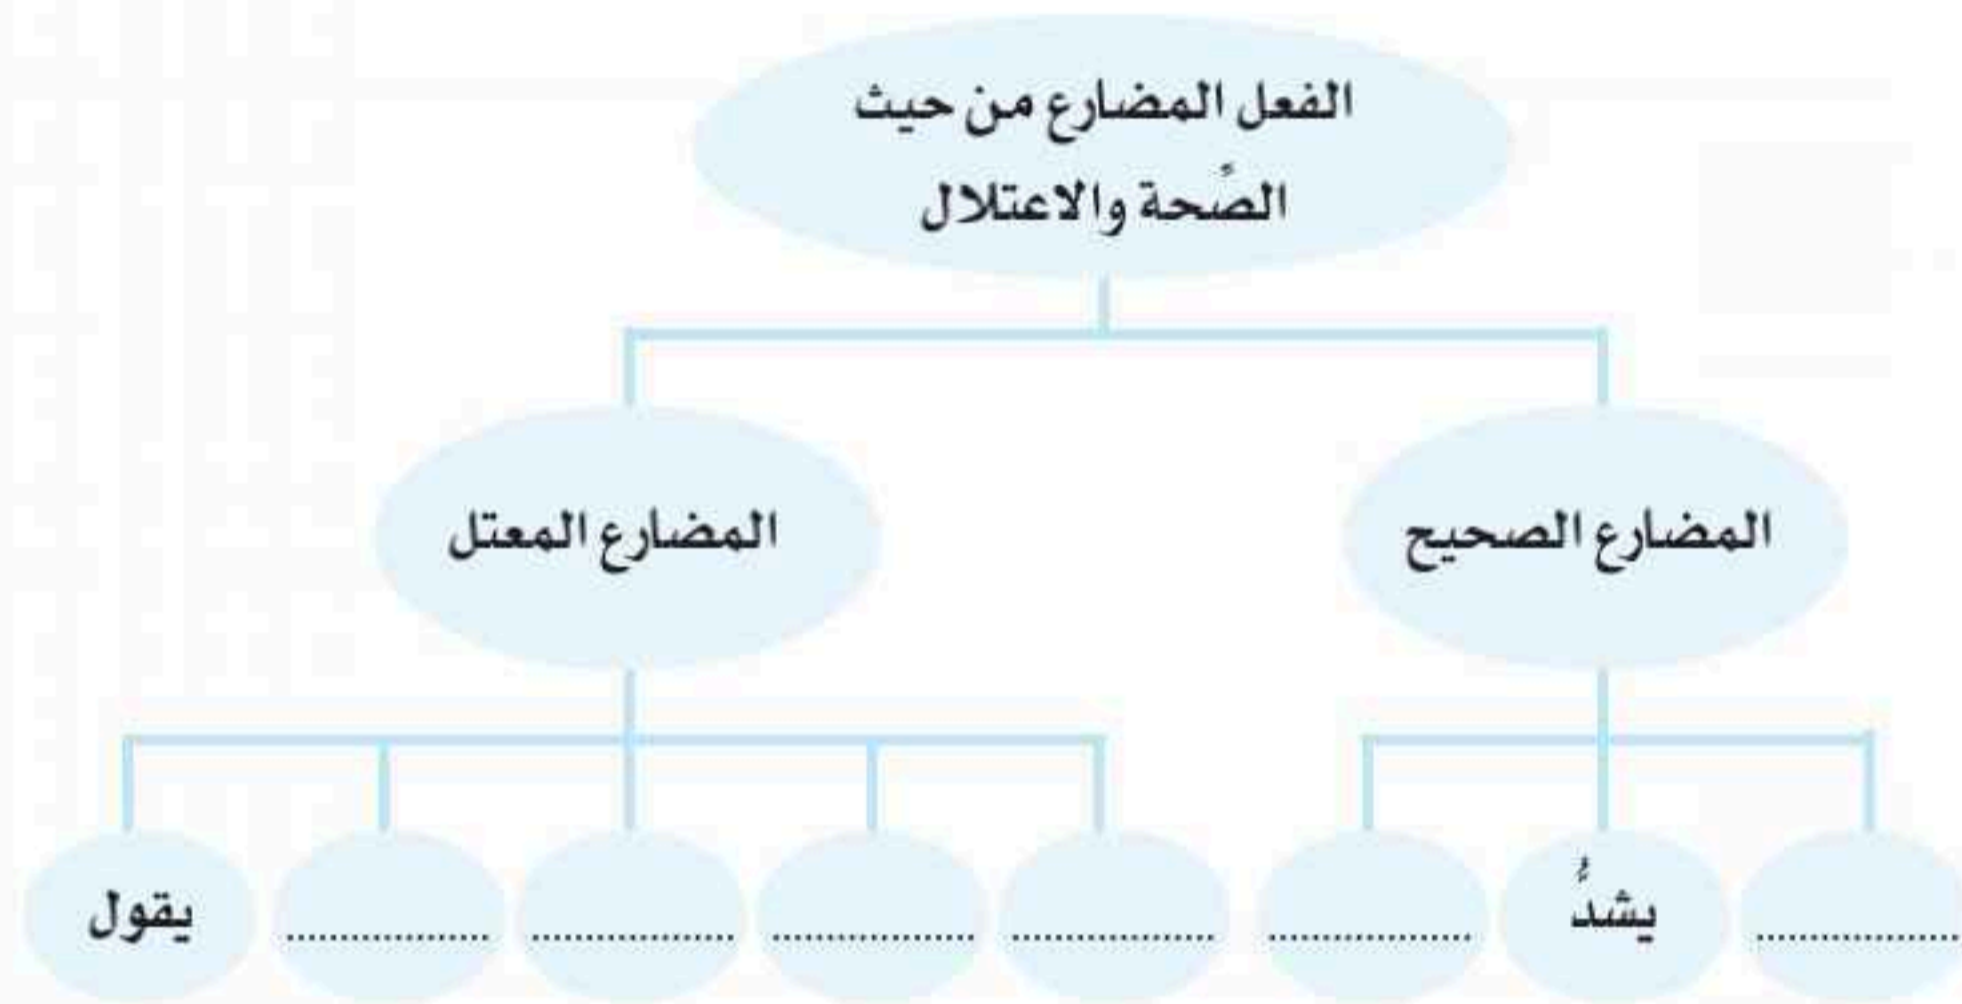 الفعل المضارع من حيث
الصِّحة والاعتلال
المضارع الصحيح
المضارع المعتل
....................
يشدُّ
....................
....................
....................
....................
....................
يقول